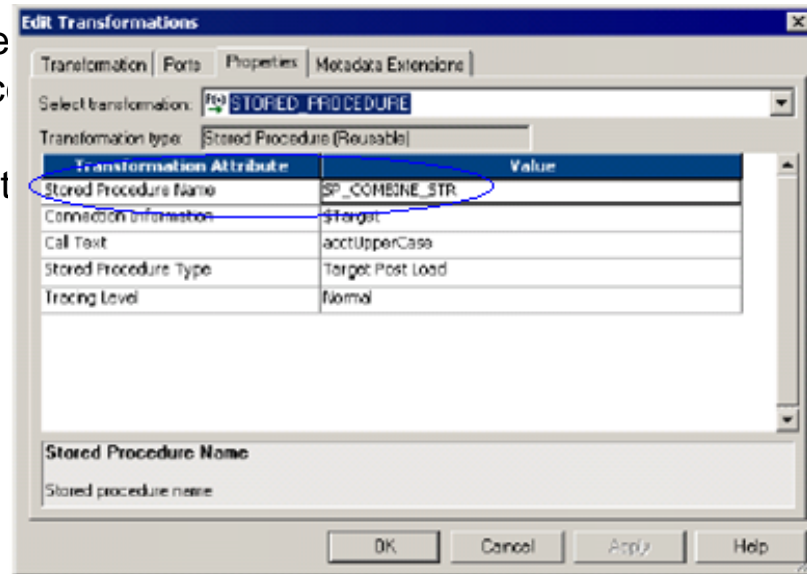 Edit Transformations
Transformation Ports Properties Metadata Extensions
Select transformation: f(x) STORED_PROCEDURE
Transformation type: Stored Procedure (Reusable)
Transformation Attribute Value
Stored Procedure Name SP_COMBINE_STR
Connection Information $Target
Call Text acctUpperCase
Stored Procedure Type Target Post Load
Tracing Level Normal
Stored Procedure Name
Stored procedure name
OK Cancel Apply Help